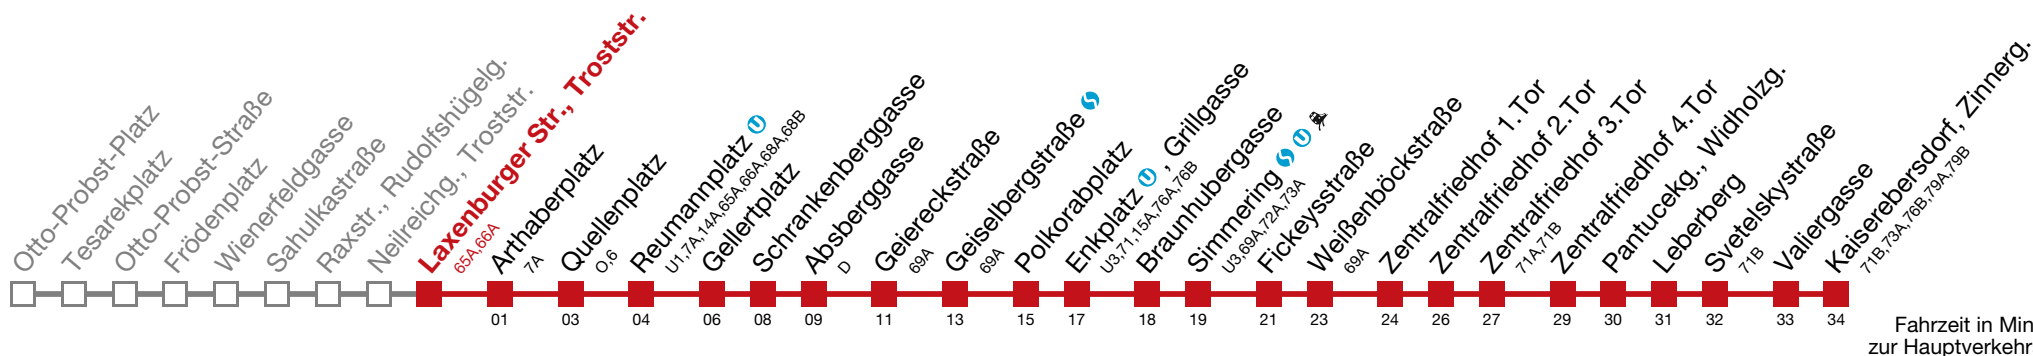 Otto-Probst-Platz
Tesarekplatz
Otto-Probst-Straße
Frödenplatz
Wienerfeldgasse
Sahulkastraße
Raxstr., Rudolfshügelg.
Neilreichg., Troststr.
Laxenburger Str., Troststr.
65A,66A
Arthaberplatz
7A
Quellenplatz
O,6
Reumannplatz U
U1,7A,14A,65A,66A,68A,68B
Gellertplatz
Schrankenberggasse
Absberggasse
D
Geiereckstraße
69A
Geiselbergstraße
69A
Polkorabplatz
Enkplatz U , Grillgasse
U3,71,15A,76A,76B
Braunhubergasse
Simmering U
U3,69A,72A,73A
Fickeysstraße
Weißenböckstraße
69A
Zentralfriedhof 1.Tor
Zentralfriedhof 2.Tor
Zentralfriedhof 3.Tor
71A,71B
Zentralfriedhof 4.Tor
Pantucekg., Widholzg.
Leberberg
Svetelskystraße
71B
Valiergasse
Kaiserebersdorf, Zinnerg.
71B,73A,76B,79A,79B
01 03 04 06 08 09 11 13 15 17 18 19 21 23 24 26 27 29 30 31 32 33 34
Fahrzeit in Min
zur Hauptverkehr